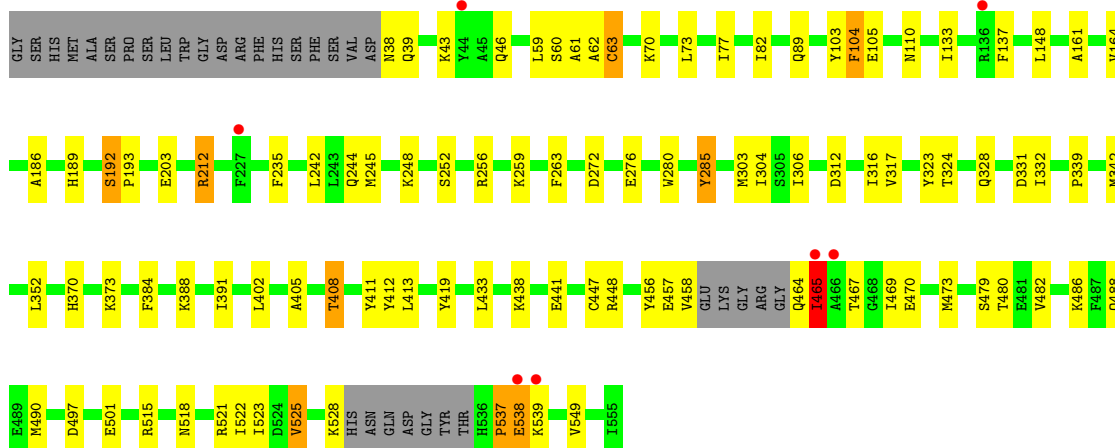 GLY SER HIS MET ALA SER PRO SER LEU TRP GLY ASP ARG PHE HIS SER PHE SER VAL ASP N38 Q39 K43 Y44 A45 Q46 L59 S60 A61 A62 C63 K70 L73 I77 I82 Q89 Y103 F104 E105 N110 I133 R136 F137 L148 A161
A186 H189 S192 P193 E203 R212 F227 F235 L242 L243 Q244 M245 K248 S252 R256 K259 F263 D272 E276 W280 Y285 M303 I304 S305 I306 D312 I316 V317 Y323 T324 Q328 D331 I332 P339
L352 H370 K373 F384 K388 I391 L402 A405 T408 Y411 Y412 L413 Y419 L433 K438 E441 C447 R448 Y456 E457 V458 GLU LYS GLY ARG GLY Q464 I465 A466 T467 G468 I469 E470 M473 S479 T480 E481 V482 K486 F487
E489 M490 D497 E501 R515 N518 R521 I522 I523 D524 V525 K528 HIS ASN GLN ASP GLY TYR THR H536 P537 E538 K539 V549 I555